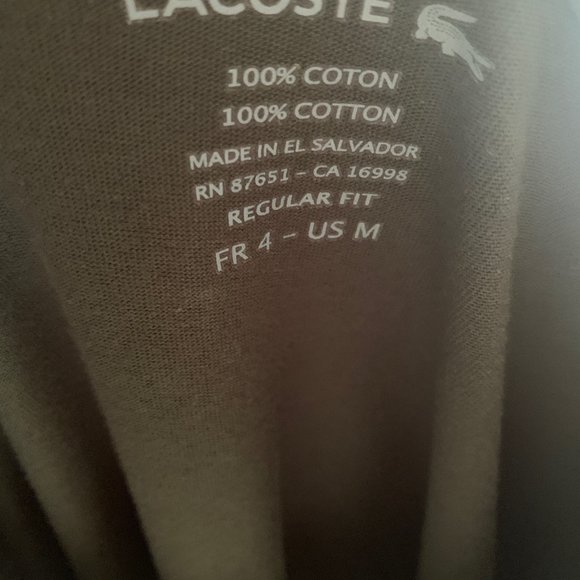 LACOSTE
100% COTON
100% COTTON
MADE IN EL SALVADOR
RN 87651 – CA 16998
REGULAR FIT
FR 4 – US M